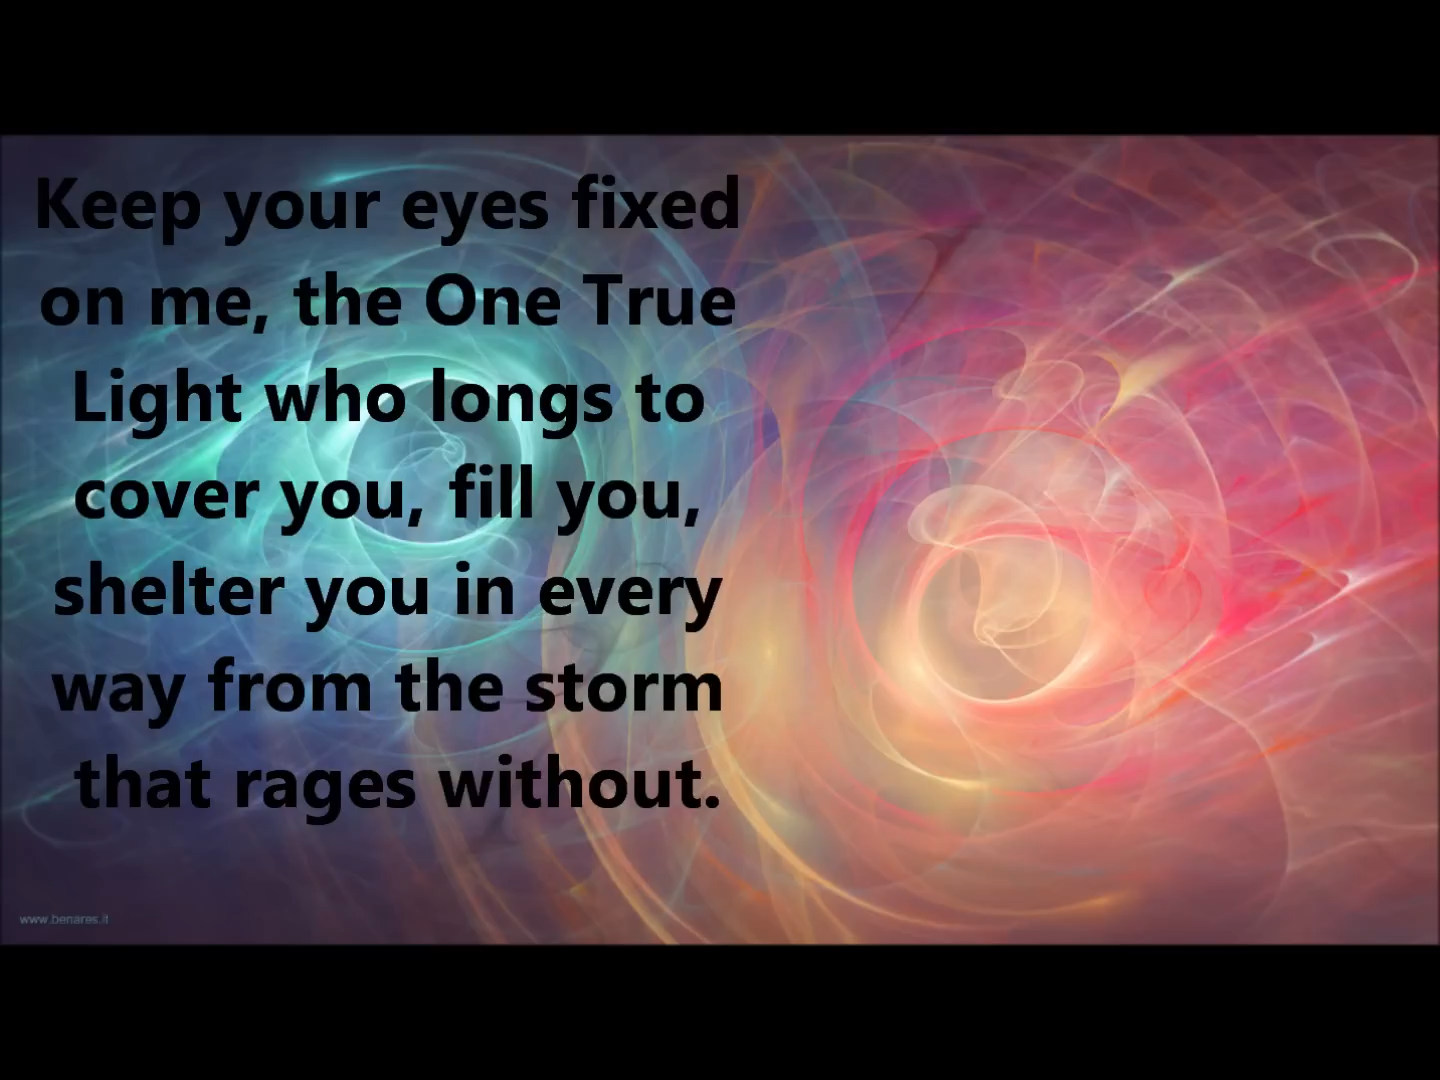 Keep your eyes fixed
on me, the One True
Light who longs to
cover you, fill you,
shelter you in every
way from the storm
that rages without.
www.benares.it